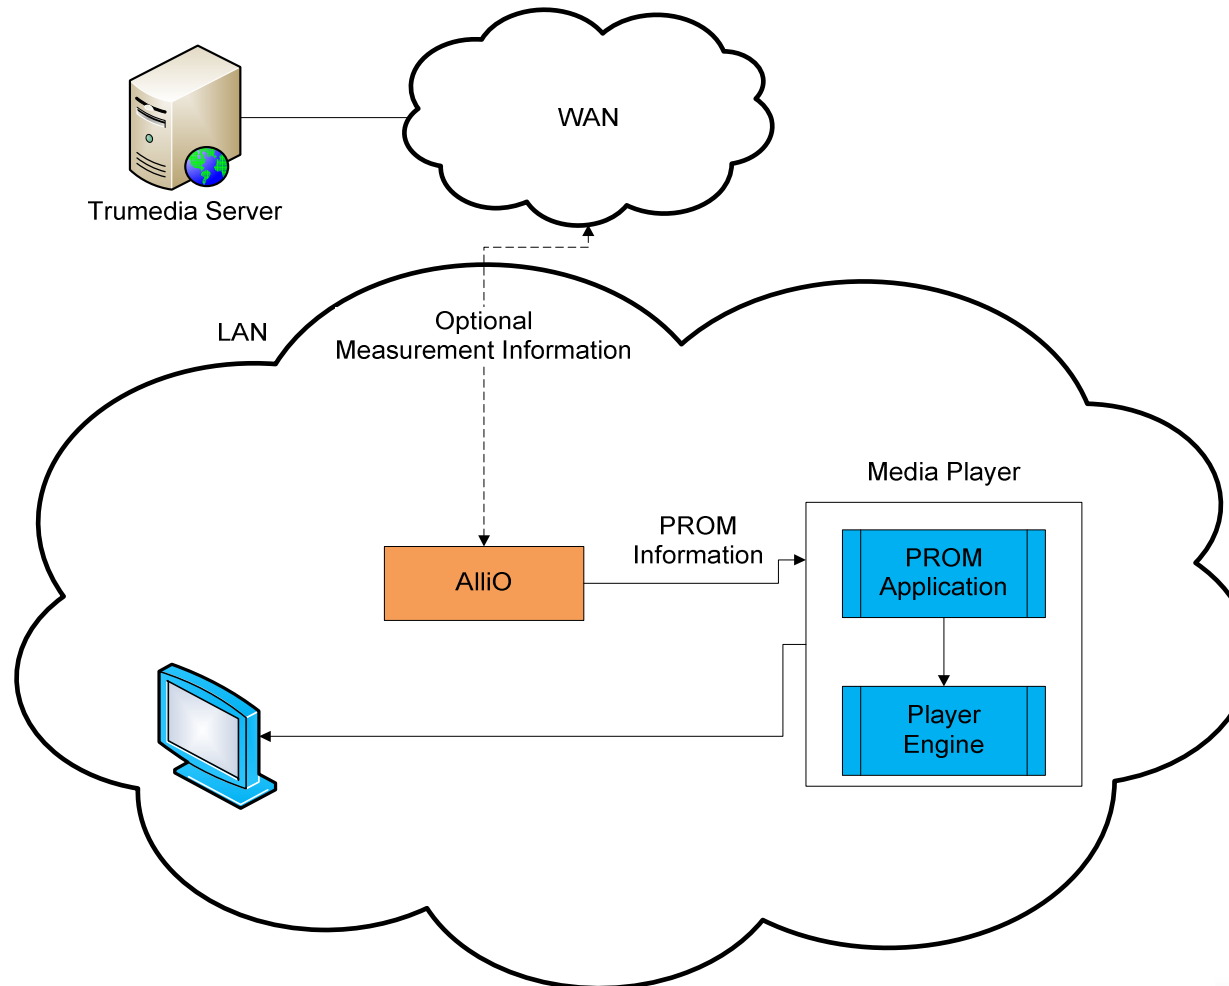 WAN
Trumedia Server
LAN
Optional
Measurement Information
Media Player
PROM
Information
AlliO
PROM
Application
Player
Engine